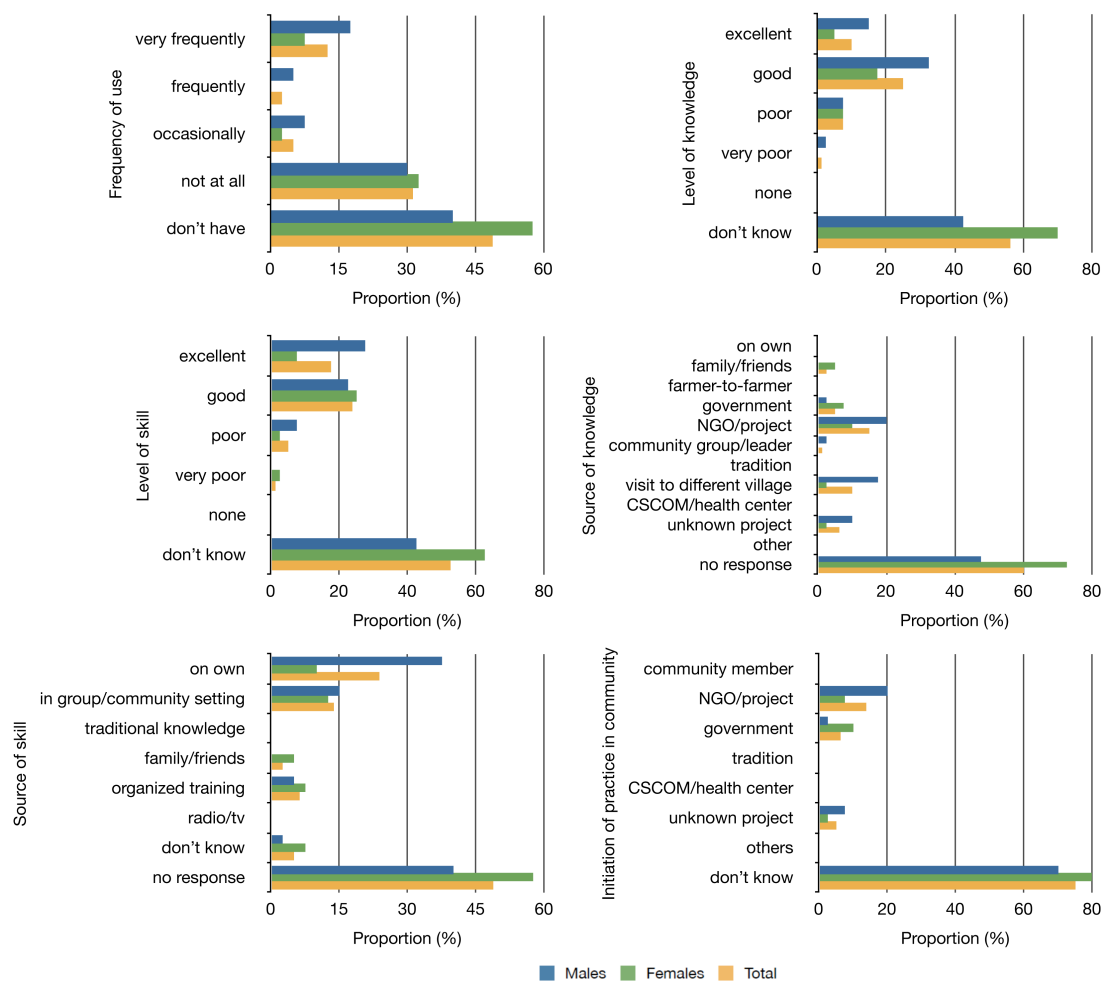 Frequency of use
very frequently
frequently
occasionally
not at all
don't have
0 15 30 45 60
Proportion (%)
Level of knowledge
excellent
good
poor
very poor
none
don't know
0 20 40 60 80
Proportion (%)
Level of skill
excellent
good
poor
very poor
none
don't know
0 20 40 60 80
Proportion (%)
Source of knowledge
on own
family/friends
farmer-to-farmer
government
NGO/project
community group/leader
tradition
visit to different village
CSCOM/health center
unknown project
other
no response
0 20 40 60 80
Proportion (%)
Source of skill
on own
in group/community setting
traditional knowledge
family/friends
organized training
radio/tv
don't know
no response
0 15 30 45 60
Proportion (%)
Initiation of practice in community
community member
NGO/project
government
tradition
CSCOM/health center
unknown project
others
don't know
0 20 40 60 80
Proportion (%)
Males Females Total